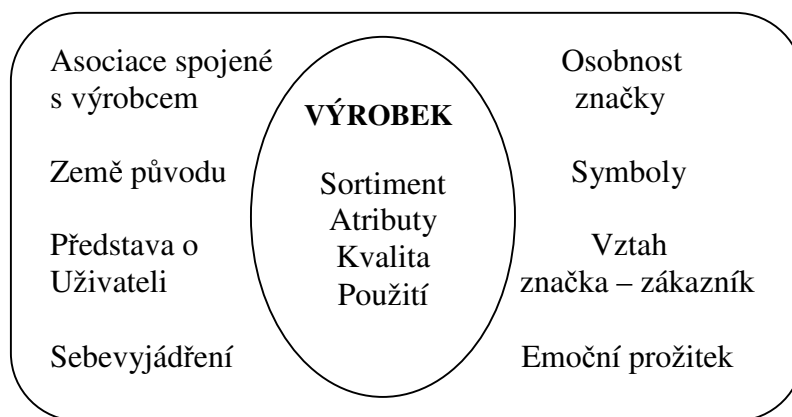 Asociace spojené
s výrobcem
Země původu
Představa o
Uživateli
Sebevyjádření
VÝROBEK
Sortiment
Atributy
Kvalita
Použití
Osobnost
značky
Symboly
Vztah
značka – zákazník
Emoční prožitek